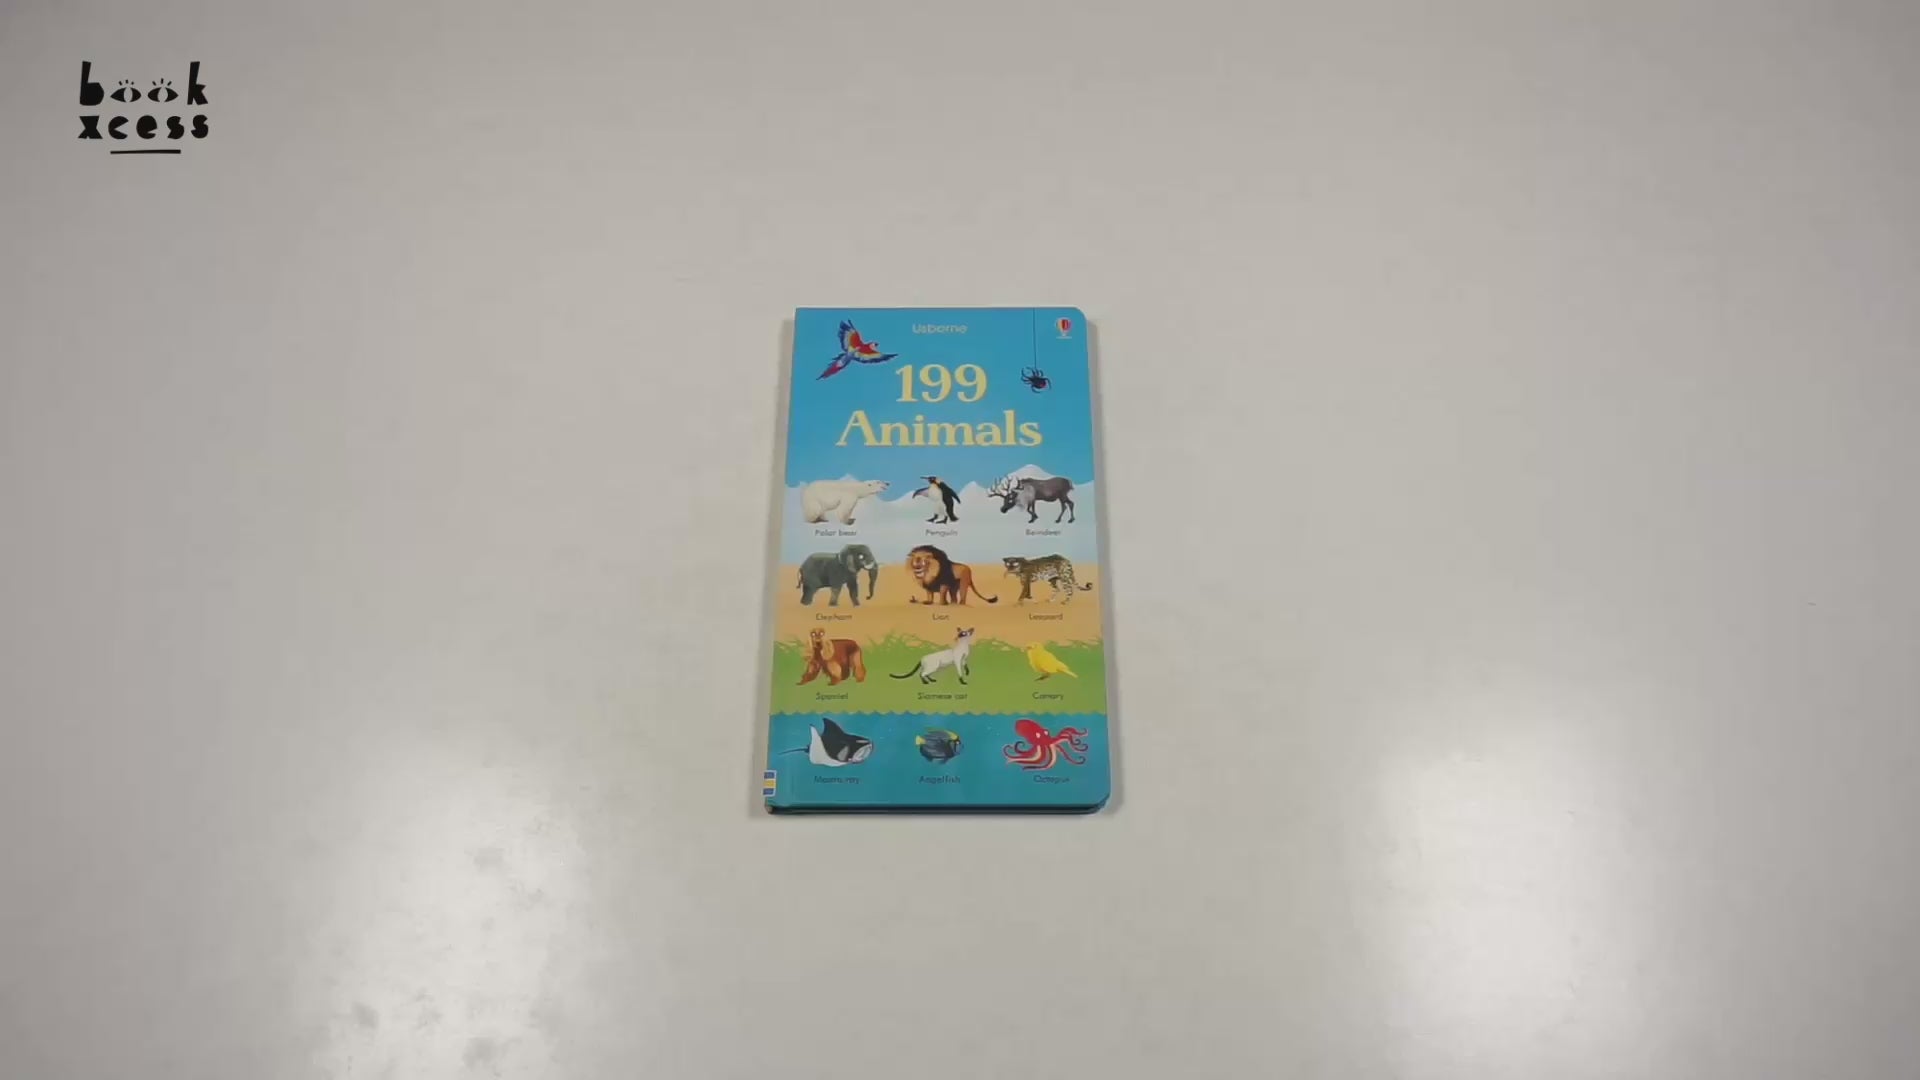 book
xcess
Usborne
199
Animals
Polar bear
Penguin
Reindeer
Elephant
Lion
Leopard
Spaniel
Siamese cat
Canary
Manta ray
Angelfish
Octopus